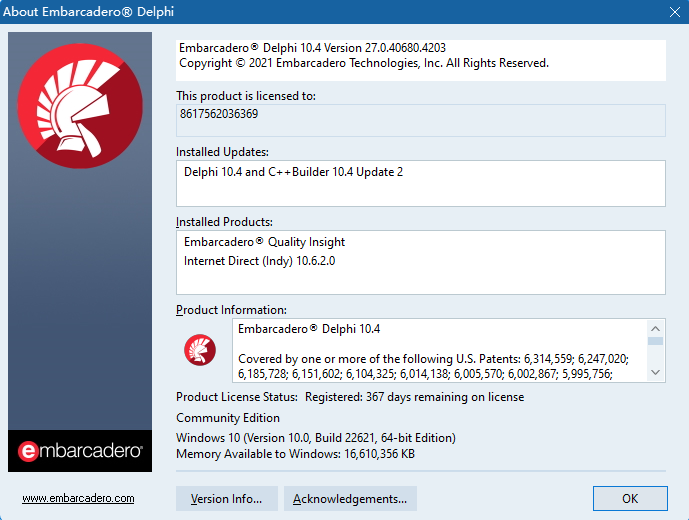 About Embarcadero® Delphi
Embarcadero® Delphi 10.4 Version 27.0.40680.4203
Copyright © 2021 Embarcadero Technologies, Inc. All Rights Reserved.
This product is licensed to:
8617562036369
Installed Updates:
Delphi 10.4 and C++Builder 10.4 Update 2
Installed Products:
Embarcadero® Quality Insight
Internet Direct (Indy) 10.6.2.0
Product Information:
Embarcadero® Delphi 10.4
Covered by one or more of the following U.S. Patents: 6,314,559; 6,247,020;
6,185,728; 6,151,602; 6,104,325; 6,014,138; 6,005,570; 6,002,867; 5,995,756;
Product License Status: Registered: 367 days remaining on license
Community Edition
Windows 10 (Version 10.0, Build 22621, 64-bit Edition)
Memory Available to Windows: 16,610,356 KB
embarcadero®
www.embarcadero.com
Version Info...
Acknowledgements...
OK